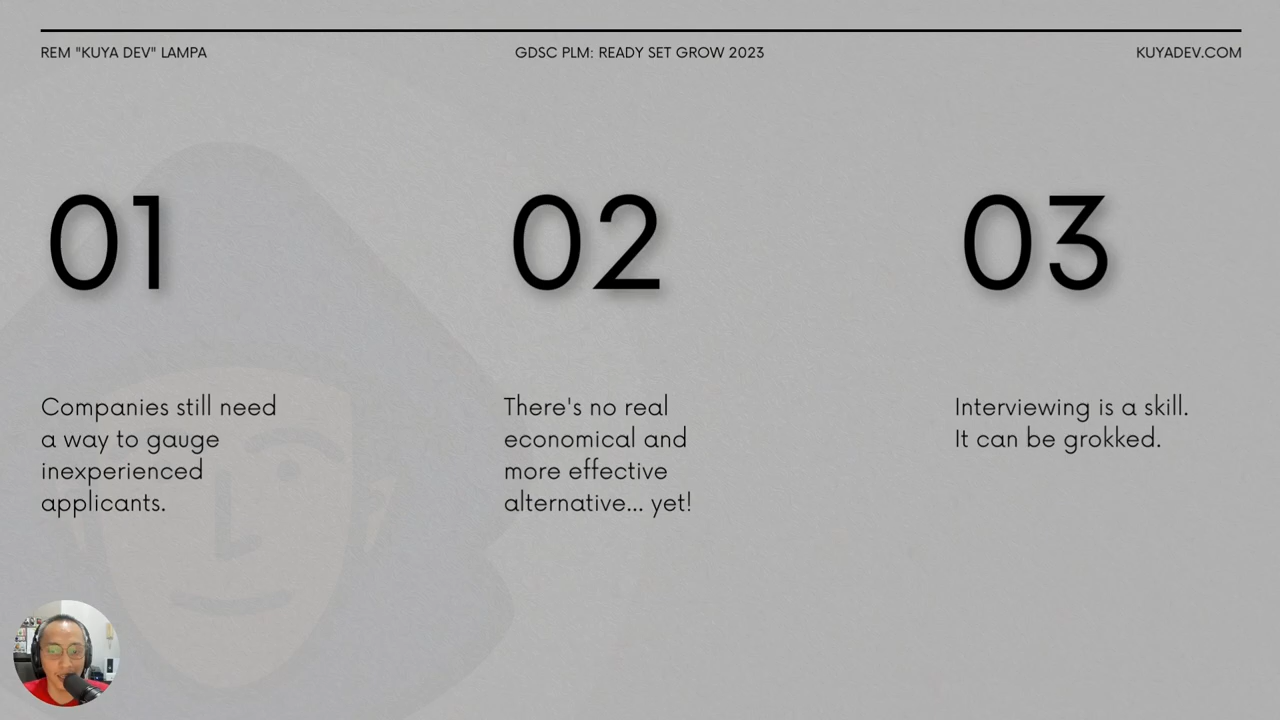 REM "KUYA DEV" LAMPA
GDSC PLM: READY SET GROW 2023
KUYADEV.COM
01
Companies still need
a way to gauge
inexperienced
applicants.
02
There's no real
economical and
more effective
alternative... yet!
03
Interviewing is a skill.
It can be grokked.